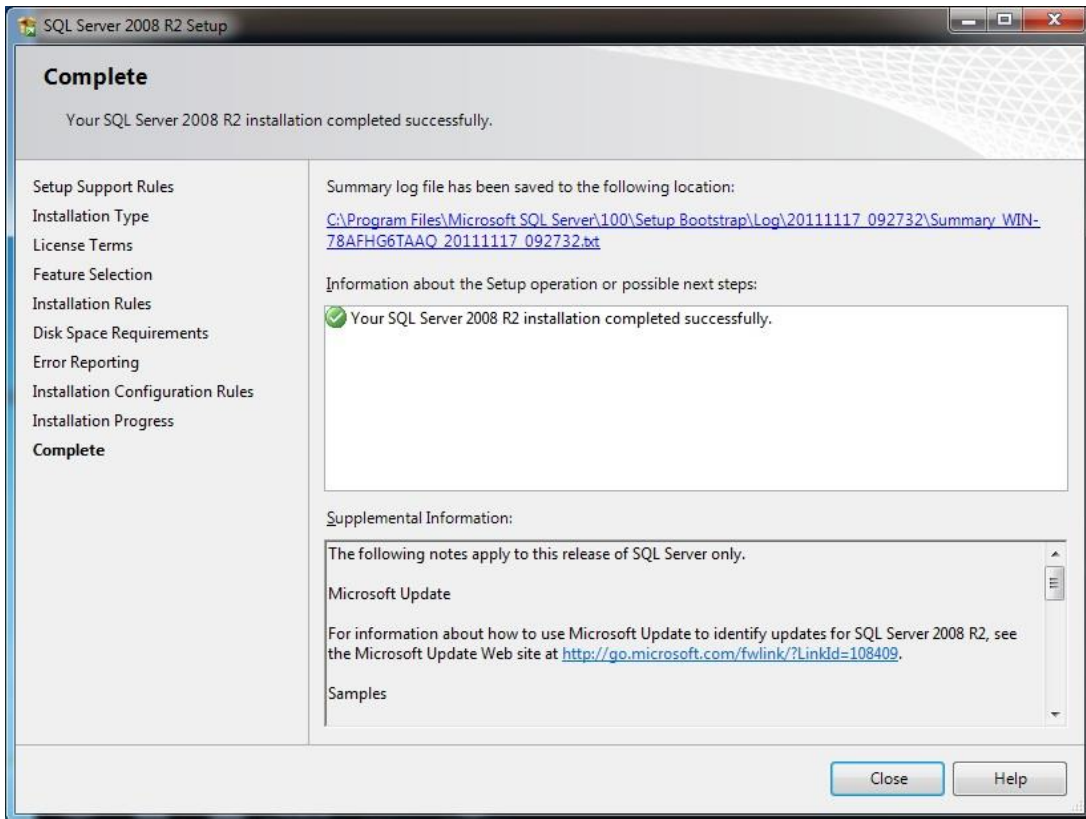 SQL Server 2008 R2 Setup
Complete
Your SQL Server 2008 R2 installation completed successfully.
Setup Support Rules
Installation Type
License Terms
Feature Selection
Installation Rules
Disk Space Requirements
Error Reporting
Installation Configuration Rules
Installation Progress
Complete
Summary log file has been saved to the following location:
C:\Program Files\Microsoft SQL Server\100\Setup Bootstrap\Log\20111117_092732\Summary_WIN-
78AFHG6TAAQ_20111117_092732.txt
Information about the Setup operation or possible next steps:
Your SQL Server 2008 R2 installation completed successfully.
Supplemental Information:
The following notes apply to this release of SQL Server only.
Microsoft Update
For information about how to use Microsoft Update to identify updates for SQL Server 2008 R2, see
the Microsoft Update Web site at http://go.microsoft.com/fwlink/?LinkId=108409.
Samples
Close
Help